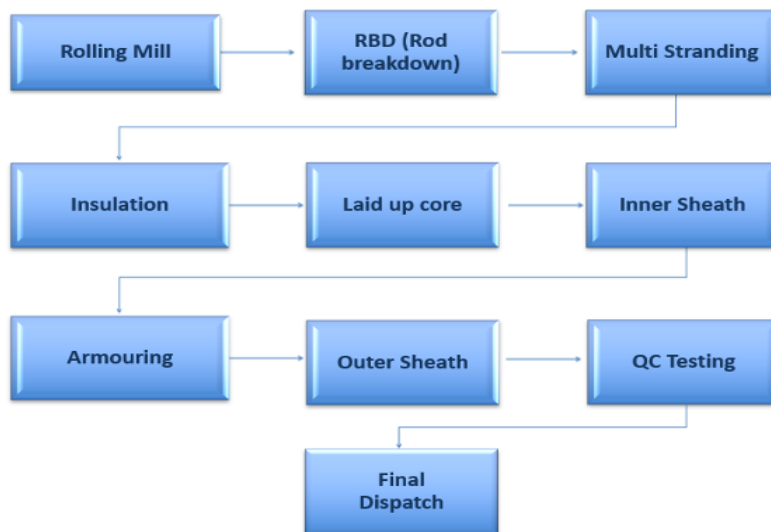 Rolling Mill
RBD (Rod
breakdown)
Multi Stranding
Insulation
Laid up core
Inner Sheath
Armouring
Outer Sheath
QC Testing
Final
Dispatch